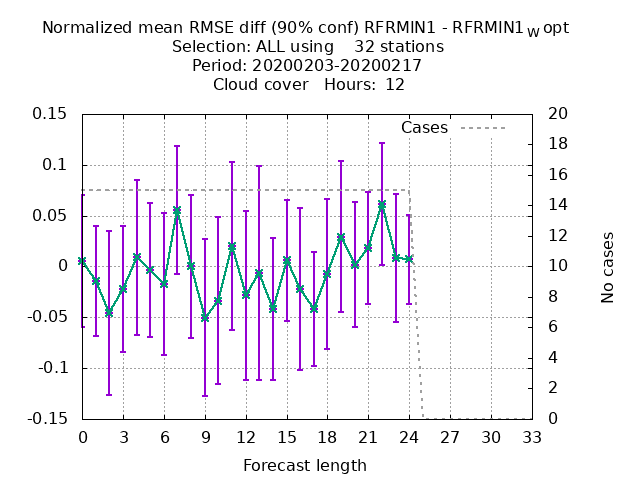 Normalized mean RMSE diff (90% conf) RFRMIN1 - RFRMIN1W opt
Selection: ALL using 32 stations
Period: 20200203-20200217
Cloud cover Hours: 12
Cases
0.15
0.1
0.05
0
-0.05
-0.1
-0.15
20
18
16
14
12
10
8
6
4
2
0
No cases
0 3 6 9 12 15 18 21 24 27 30 33
Forecast length